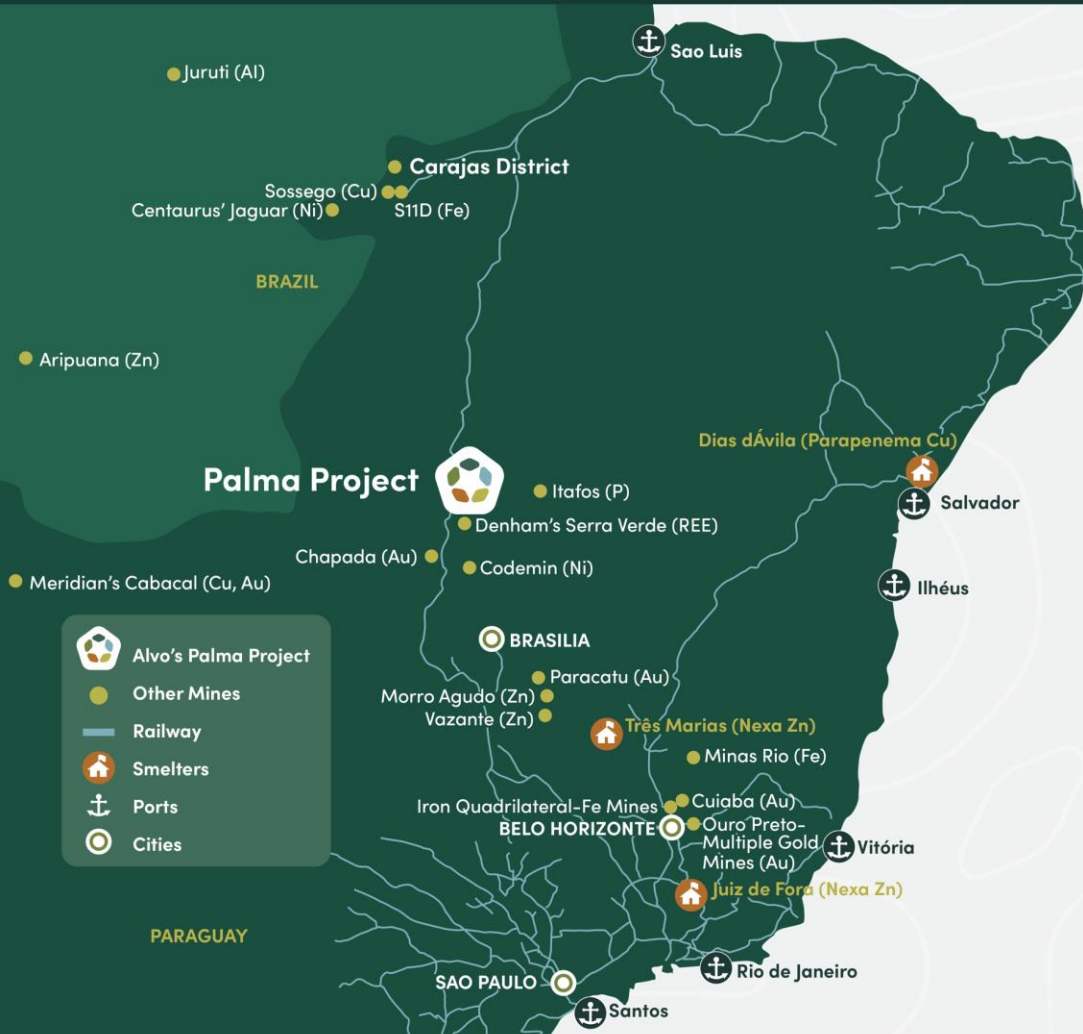 Sao Luis
Juruti (Al)
Carajas District
Sossego (Cu)
S11D (Fe)
Centaurus' Jaguar (Ni)
BRAZIL
Aripuana (Zn)
Dias dÁvila (Parapenema Cu)
Palma Project
Itafos (P)
Salvador
Denham's Serra Verde (REE)
Chapada (Au)
Codemin (Ni)
Meridian's Cabacal (Cu, Au)
Ilhéus
BRASILIA
Alvo's Palma Project
Other Mines
Railway
Smelters
Ports
Cities
Paracatu (Au)
Morro Agudo (Zn)
Vazante (Zn)
Três Marias (Nexa Zn)
Minas Rio (Fe)
Iron Quadrilateral-Fe Mines
Cuiaba (Au)
BELO HORIZONTE
Ouro Preto-
Multiple Gold
Mines (Au)
Vitória
Juiz de Fora (Nexa Zn)
PARAGUAY
Rio de Janeiro
SAO PAULO
Santos